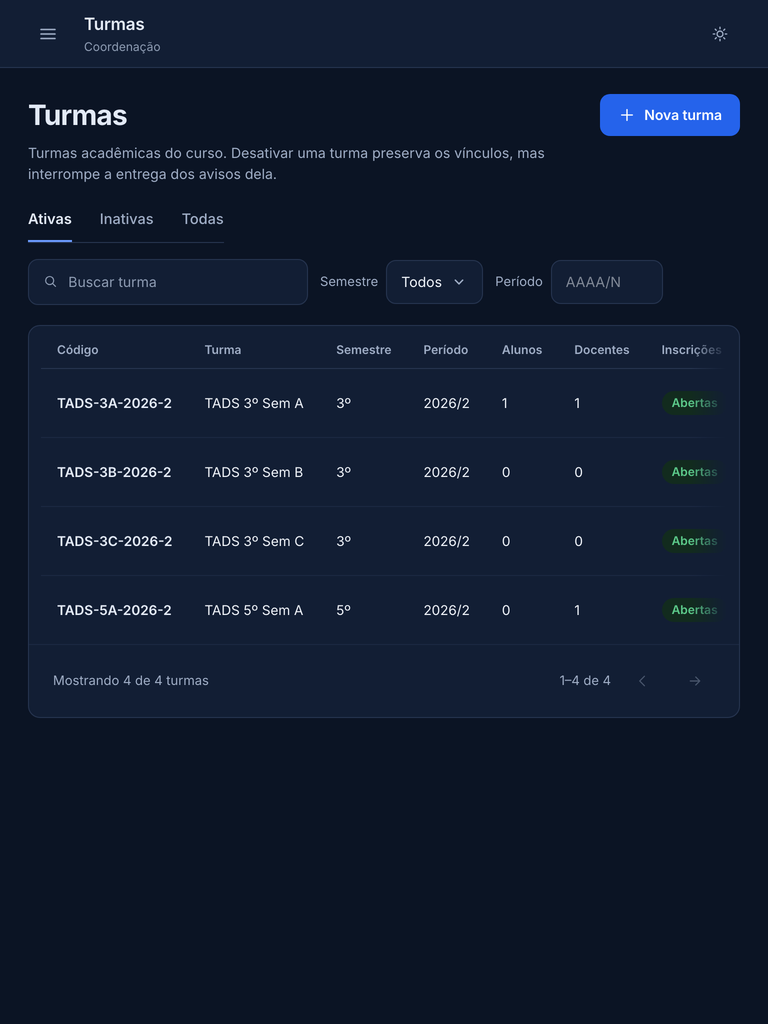 Turmas
Coordenação
Turmas
Nova turma
Turmas acadêmicas do curso. Desativar uma turma preserva os vínculos, mas
interrompe a entrega dos avisos dela.
Ativas Inativas Todas
Buscar turma Semestre Todos Período AAAA/N
Código Turma Semestre Período Alunos Docentes Inscrições
TADS-3A-2026-2 TADS 3º Sem A 3º 2026/2 1 1 Abertas
TADS-3B-2026-2 TADS 3º Sem B 3º 2026/2 0 0 Abertas
TADS-3C-2026-2 TADS 3º Sem C 3º 2026/2 0 0 Abertas
TADS-5A-2026-2 TADS 5º Sem A 5º 2026/2 0 1 Abertas
Mostrando 4 de 4 turmas 1–4 de 4